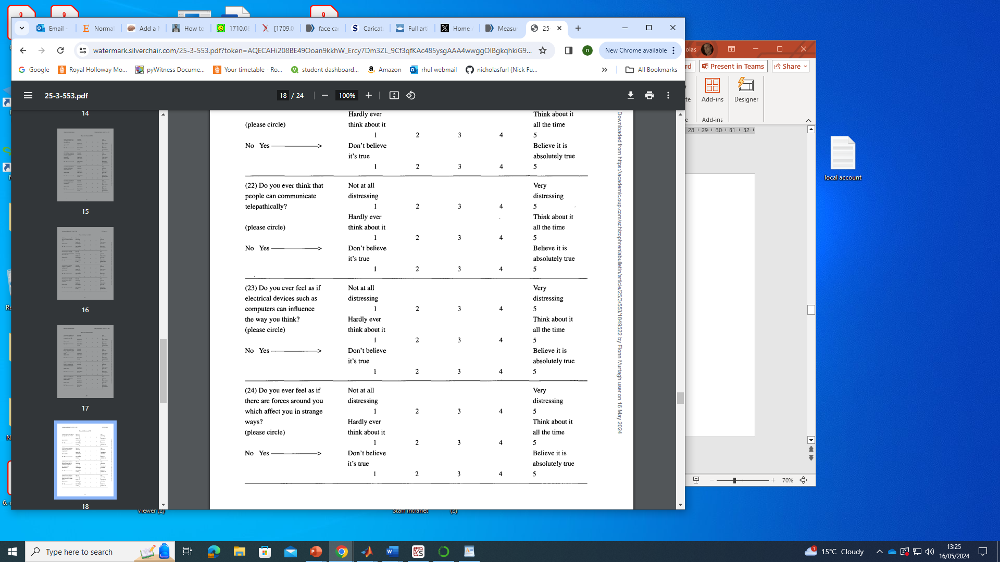 Email -
Normal
Add a
How to
1710.08
[1709.0
face ca
Caricat
Full arti
Home /
Measur
25-
watermark.silverchair.com/25-3-553.pdf?token=AQECAHi208BE49Ooan9kkhW_Ercy7Dm3ZL_9Cf3qfKAc485ysgAAA4wwggOIBgkqhkiG9...
n
New Chrome available
Google
Royal Holloway Mo...
pyWitness Docume...
Your timetable - Ro...
student dashboard...
Amazon
rhul webmail
nicholasfurl (Nick Fu...
»
All Bookmarks
25-3-553.pdf
18 / 24
100%
14
15
16
17
18
Hardly ever Think about it
(please circle) think about it all the time
1 2 3 4 5
No Yes Don't believe Believe it is
it's true absolutely true
1 2 3 4 5
(22) Do you ever think that Not at all Very
people can communicate distressing distressing
telepathically? 1 2 3 4 5
Hardly ever Think about it
(please circle) think about it all the time
1 2 3 4 5
No Yes Don't believe Believe it is
it's true absolutely true
1 2 3 4 5
(23) Do you ever feel as if Not at all Very
electrical devices such as distressing distressing
computers can influence 1 2 3 4 5
the way you think? Hardly ever Think about it
(please circle) think about it all the time
1 2 3 4 5
No Yes Don't believe Believe it is
it's true absolutely true
1 2 3 4 5
(24) Do you ever feel as if Not at all Very
there are forces around you distressing distressing
which affect you in strange 1 2 3 4 5
ways? Hardly ever Think about it
(please circle) think about it all the time
1 2 3 4 5
No Yes Don't believe Believe it is
it's true absolutely true
1 2 3 4 5
Downloaded from https://academic.oup.com/schizophreniabulletin/article/25/3/553/1849522 by Fionn Murtagh user on 16 May 2024
olas
rd
Present in Teams
Share
te
Add-ins
Designer
e
Add-ins
28 29 30 31 32
70%
local account
Re
6.-
Viewer (2)
Staff Intranet
(2)
Type here to search
1
15°C Cloudy
13:25
16/05/2024